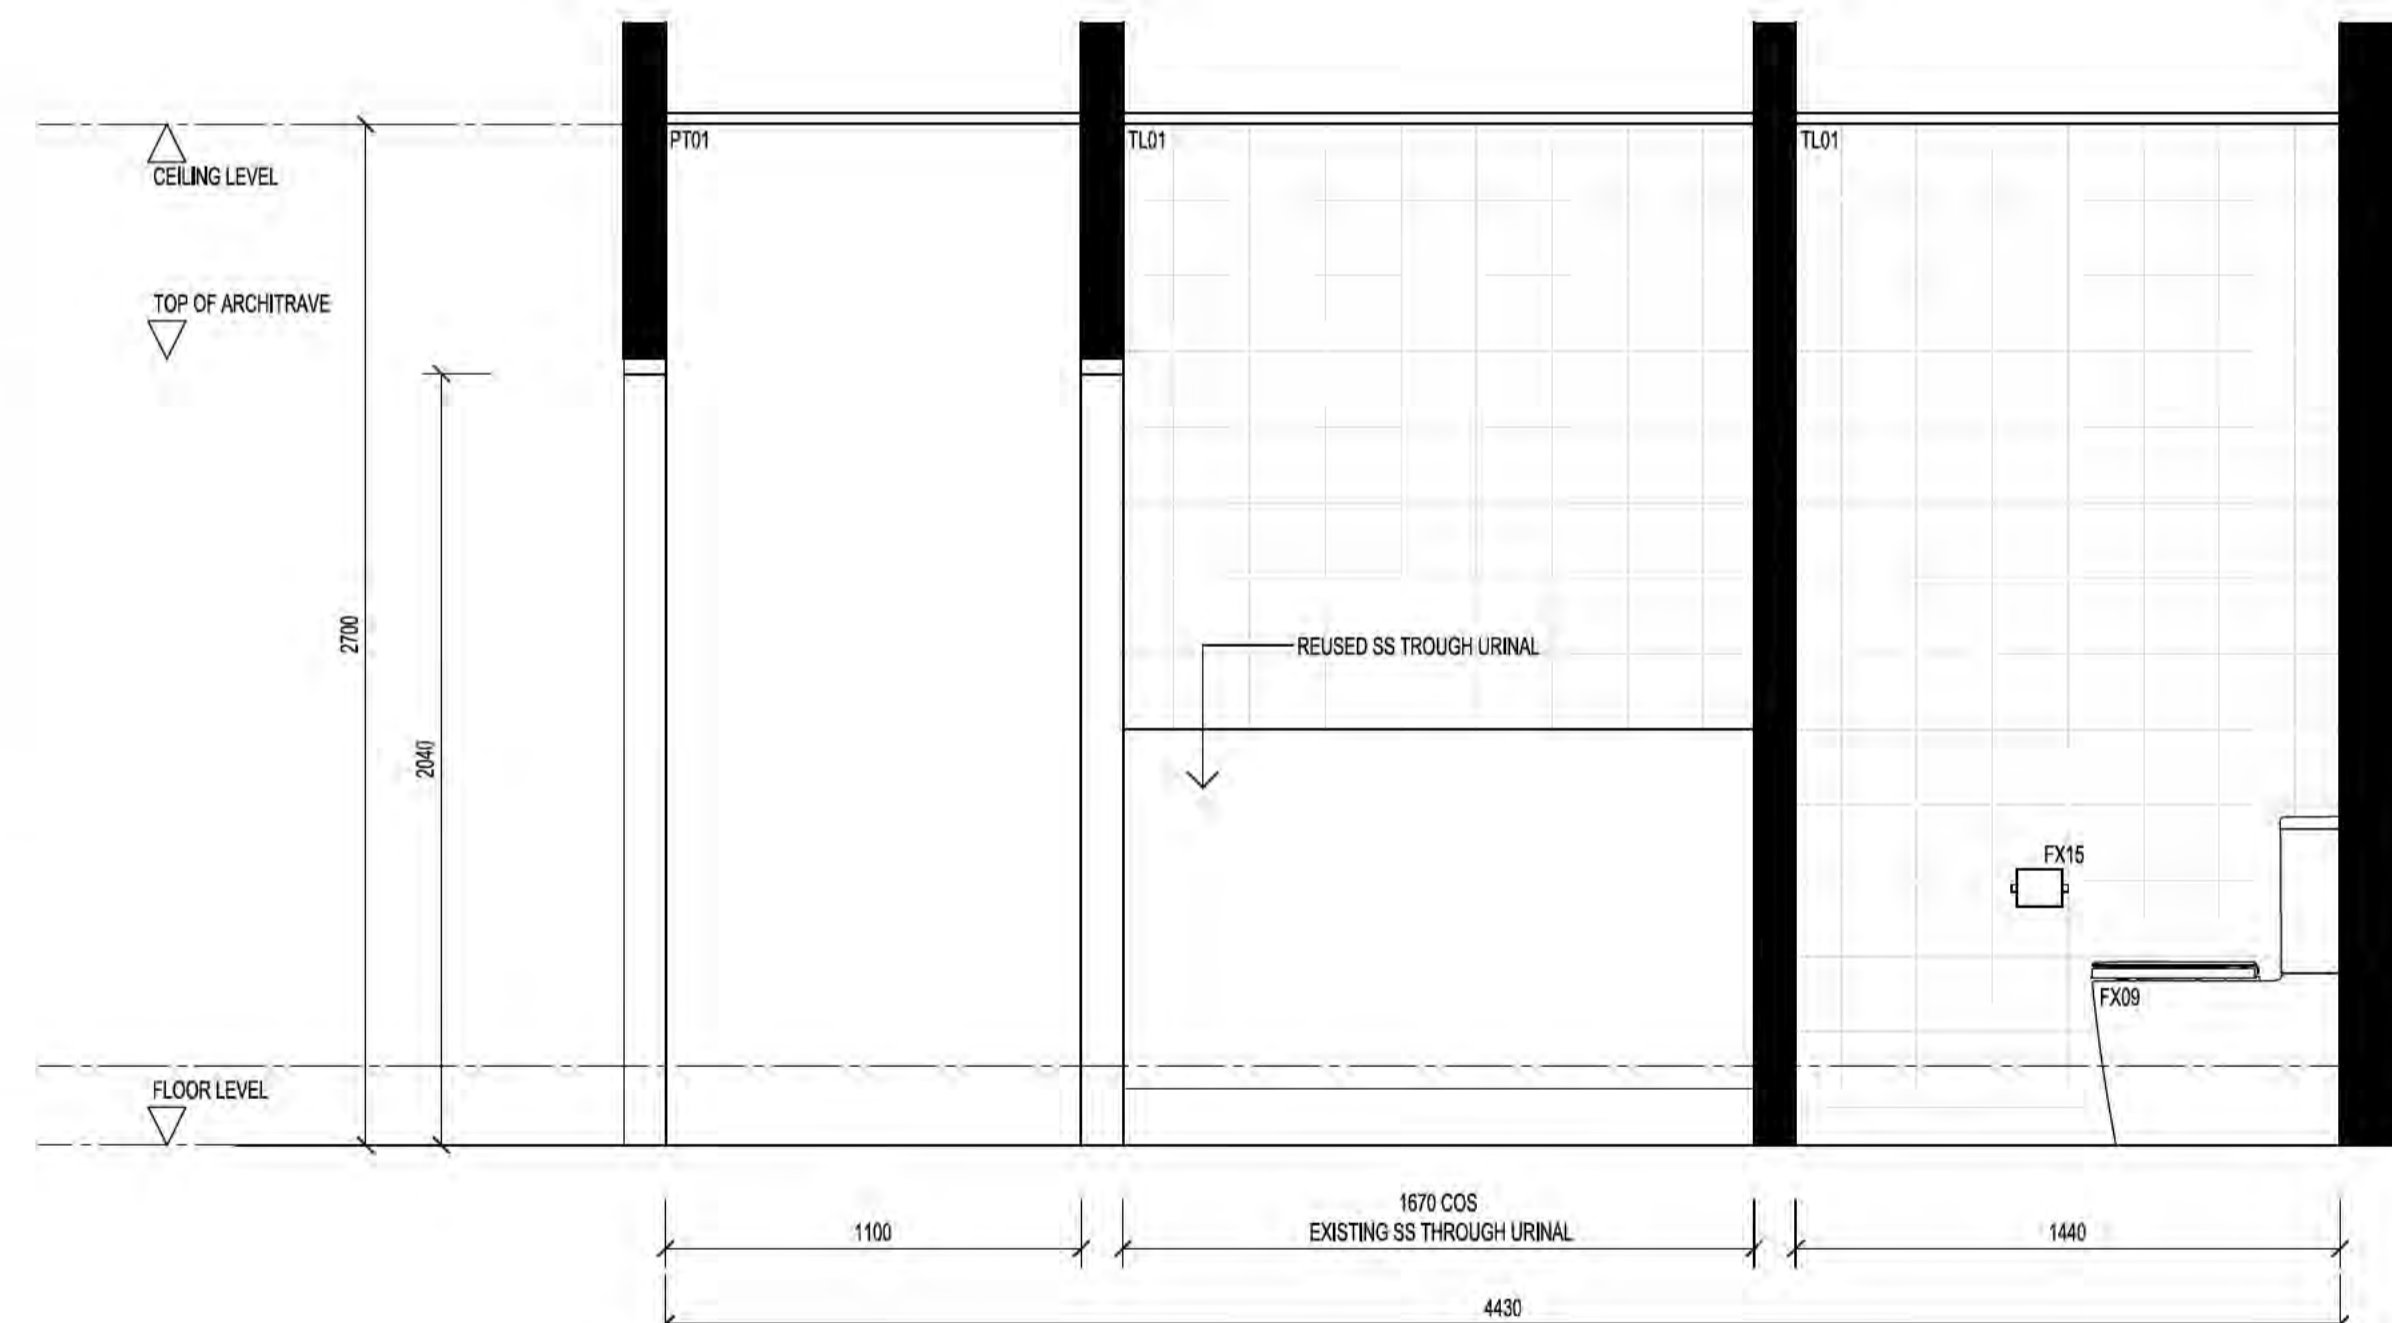 PT01
TL01
TL01
CEILING LEVEL
TOP OF ARCHITRAVE
2700
2040
REUSED SS TROUGH URINAL
FX15
FX09
FLOOR LEVEL
1100
1670 COS
EXISTING SS THROUGH URINAL
1440
4430